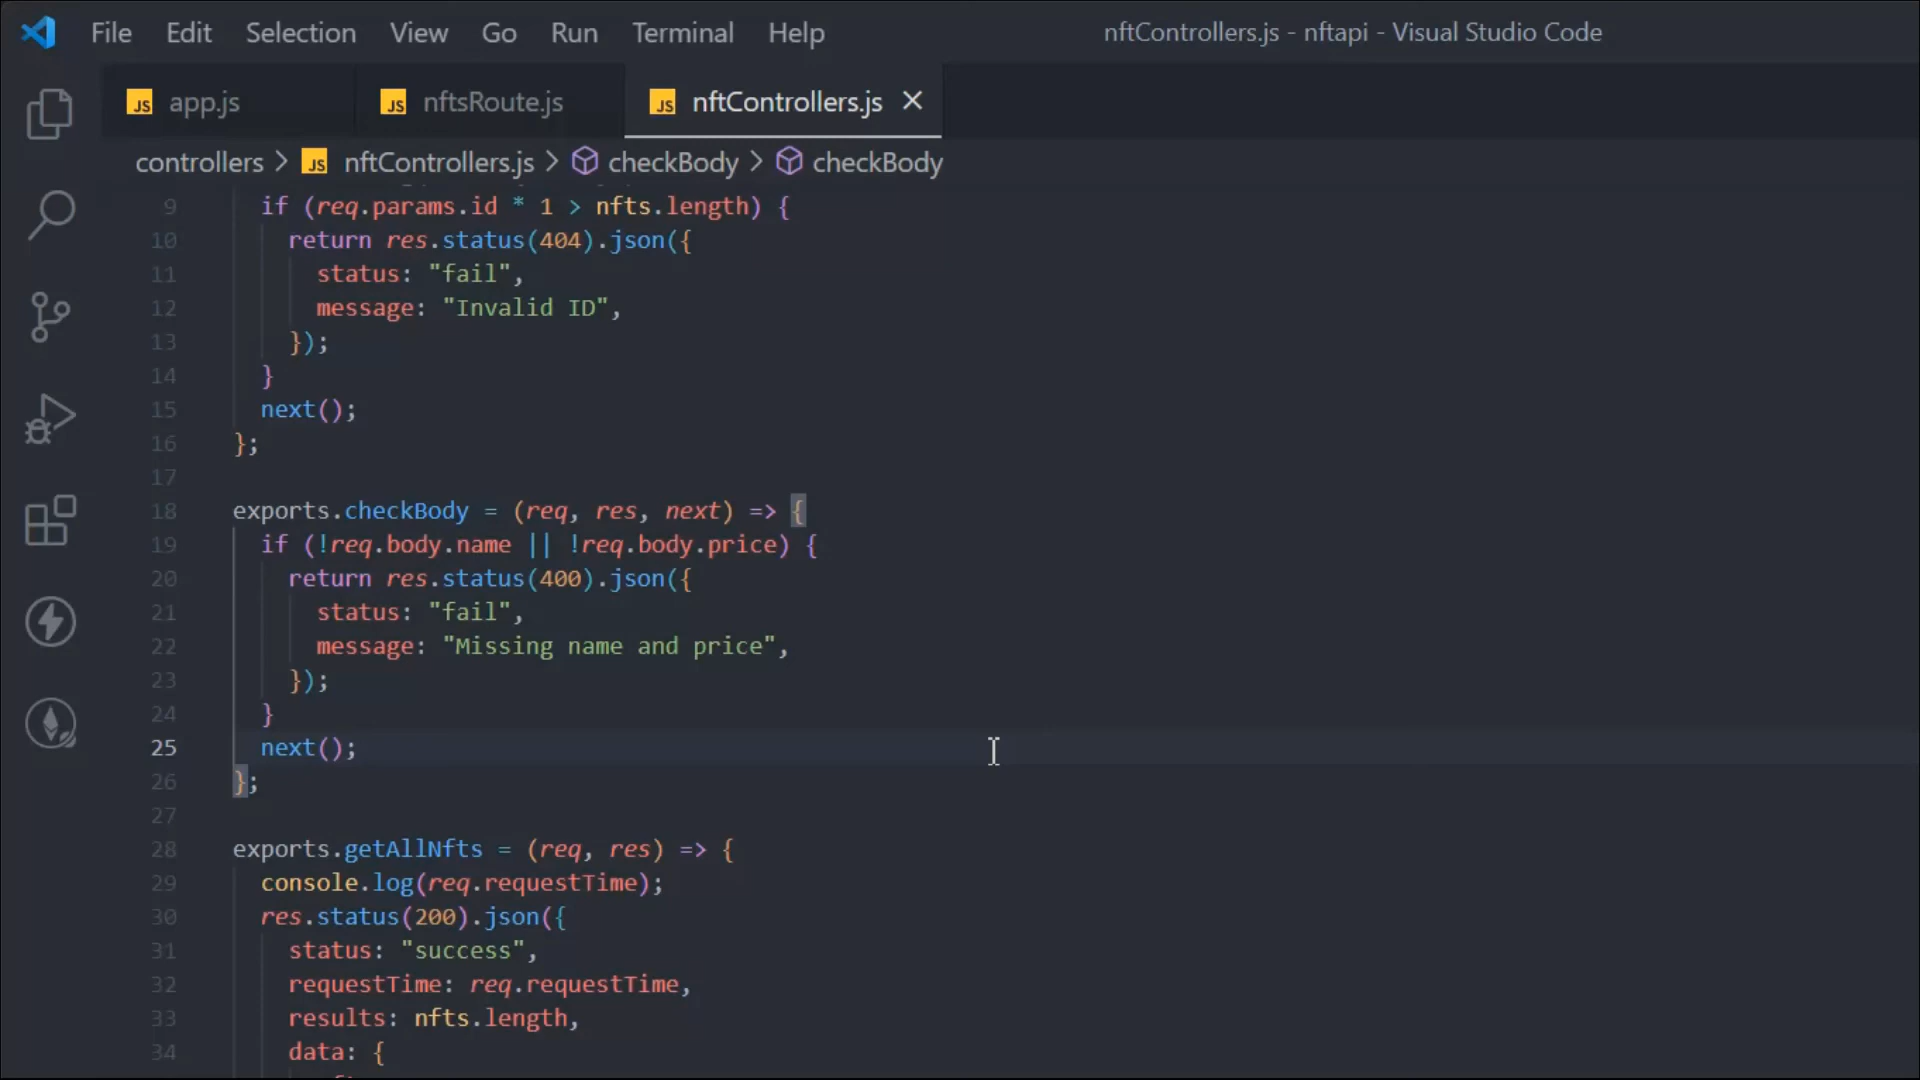 File Edit Selection View Go Run Terminal Help nftControllers.js - nftapi - Visual Studio Code
JS app.js JS nftsRoute.js JS nftControllers.js
controllers > JS nftControllers.js > checkBody > checkBody
9 if (req.params.id * 1 > nfts.length) {
10 return res.status(404).json({
11 status: "fail",
12 message: "Invalid ID",
13 });
14 }
15 next();
16 };
17
18 exports.checkBody = (req, res, next) => {
19 if (!req.body.name || !req.body.price) {
20 return res.status(400).json({
21 status: "fail",
22 message: "Missing name and price",
23 });
24 }
25 next();
26 };
27
28 exports.getAllNfts = (req, res) => {
29 console.log(req.requestTime);
30 res.status(200).json({
31 status: "success",
32 requestTime: req.requestTime,
33 results: nfts.length,
34 data: {